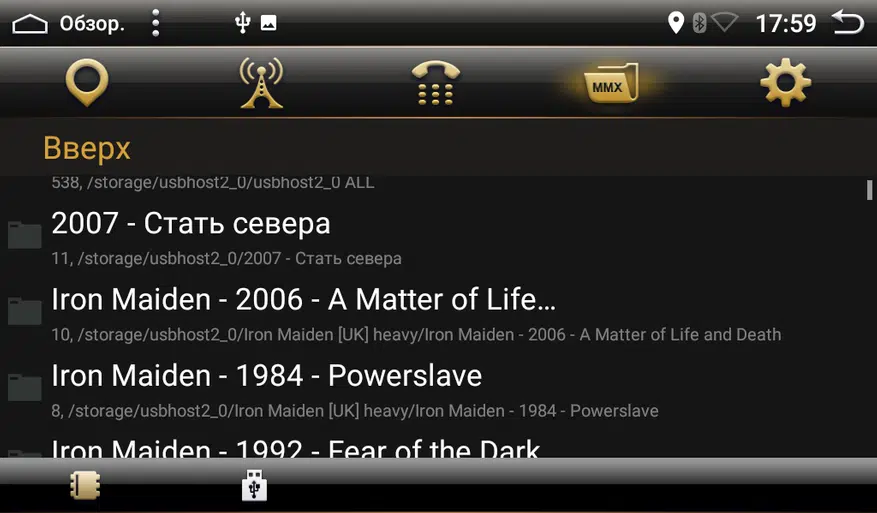 Обзор.
17:59
MMX
Вверх
538, /storage/usbhost2_0/usbhost2_0 ALL
2007 - Стать севера
11, /storage/usbhost2_0/2007 - Стать севера
Iron Maiden - 2006 - A Matter of Life...
10, /storage/usbhost2_0/Iron Maiden [UK] heavy/Iron Maiden - 2006 - A Matter of Life and Death
Iron Maiden - 1984 - Powerslave
8, /storage/usbhost2_0/Iron Maiden [UK] heavy/Iron Maiden - 1984 - Powerslave
Iron Maiden - 1992 - Fear of the Dark